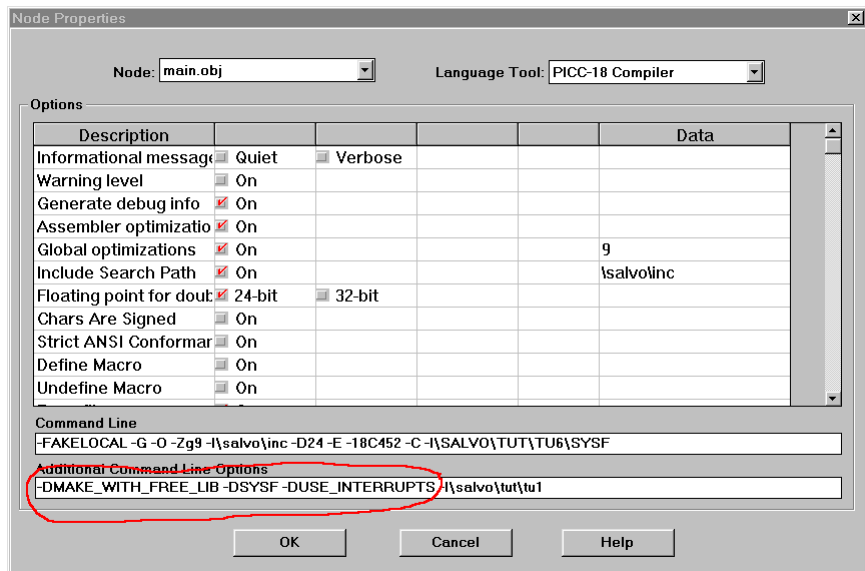 Node Properties
Node: main.obj Language Tool: PICC-18 Compiler
Options
Description Data
Informational message Quiet Verbose
Warning level On
Generate debug info On
Assembler optimizatio On
Global optimizations On 9
Include Search Path On \salvo\inc
Floating point for doub 24-bit 32-bit
Chars Are Signed On
Strict ANSI Conformar On
Define Macro On
Undefine Macro On
Command Line
-FAKELOCAL -G -O -Zg9 -I\salvo\inc -D24 -E -18C452 -C -I\SALVO\TUT\TU6\SYSF
Additional Command Line Options
-DMAKE_WITH_FREE_LIB -DSYSF -DUSE_INTERRUPTS -I\salvo\tut\tu1
OK Cancel Help